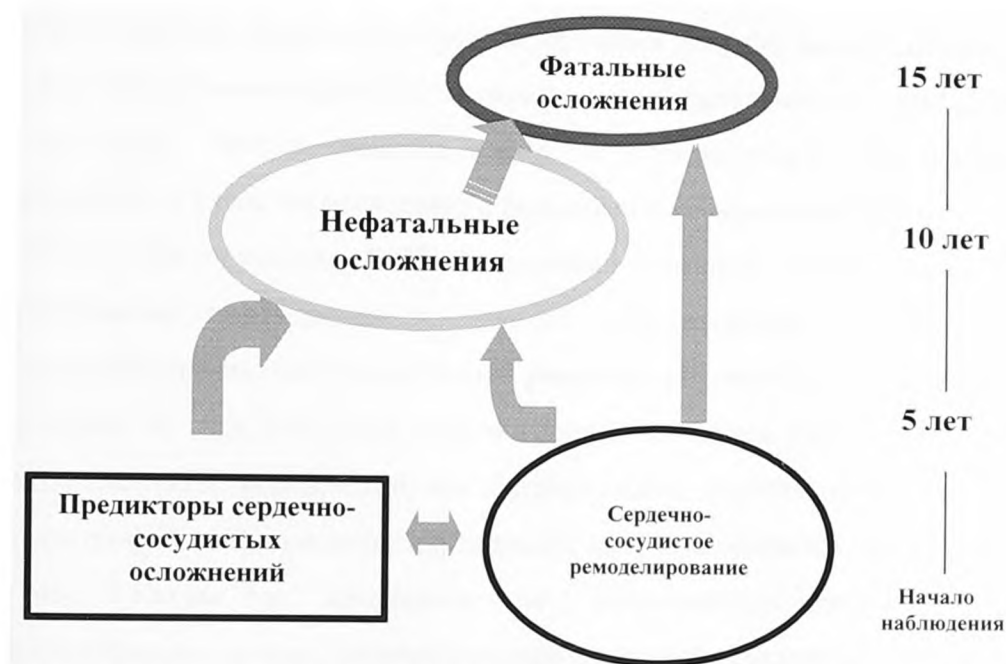 Фатальные
осложнения
15 лет
Нефатальные
осложнения
10 лет
5 лет
Предикторы сердечно-
сосудистых
осложнений
Сердечно-
сосудистое
ремоделирование
Начало
наблюдения